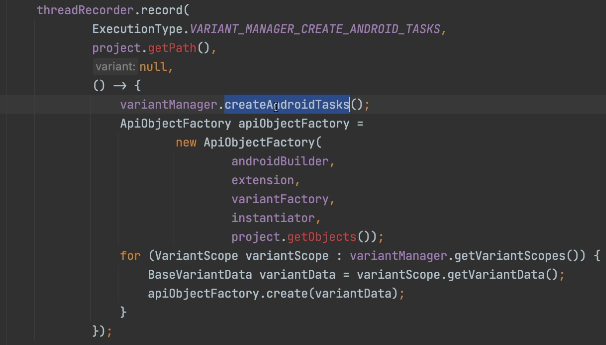 threadRecorder.record(
ExecutionType.VARIANT_MANAGER_CREATE_ANDROID_TASKS,
project.getPath(),
variant: null,
() -> {
variantManager.createAndroidTasks();
ApiObjectFactory apiObjectFactory =
new ApiObjectFactory(
androidBuilder,
extension,
variantFactory,
instantiator,
project.getObjects());
for (VariantScope variantScope : variantManager.getVariantScopes()) {
BaseVariantData variantData = variantScope.getVariantData();
apiObjectFactory.create(variantData);
}
});